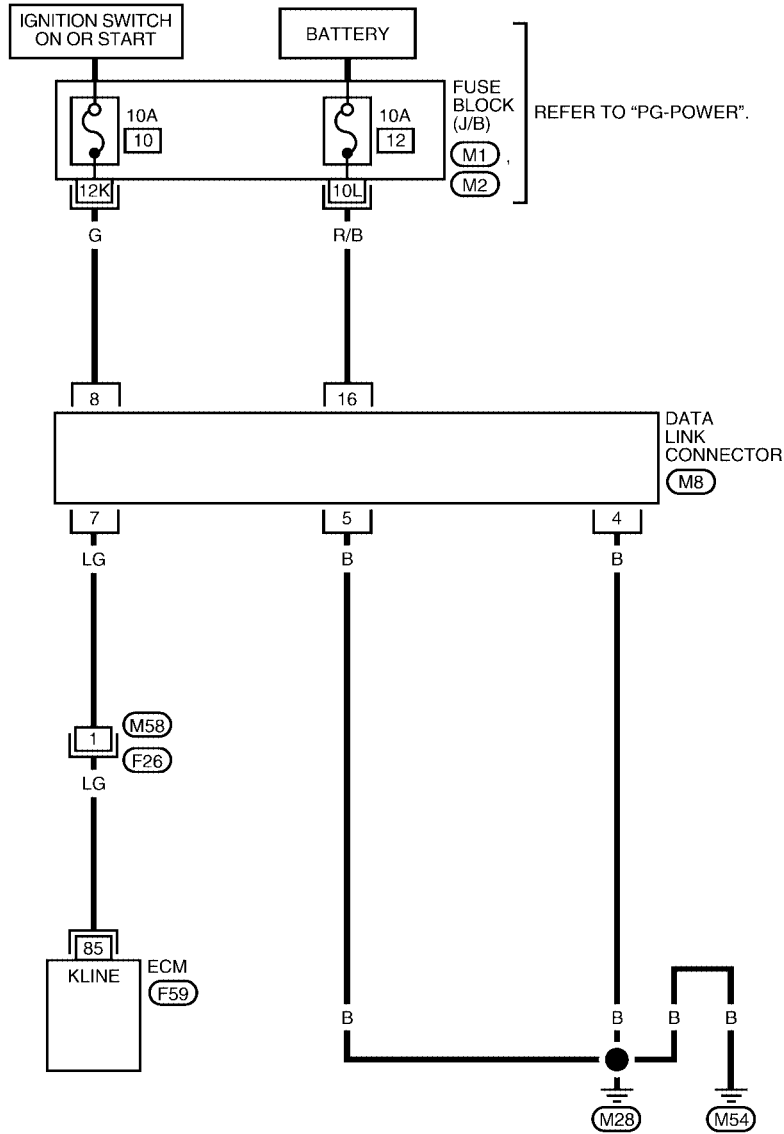 IGNITION SWITCH
ON OR START
BATTERY
FUSE
BLOCK
(J/B)
REFER TO “PG-POWER”.
10A
10
10A
12
M1 ,
M2
12K
10L
G
R/B
8
16
DATA
LINK
CONNECTOR
M8
7
5
4
LG
B
B
M58
1
F26
LG
85
KLINE
ECM
F59
B
B
B
B
M28
M54